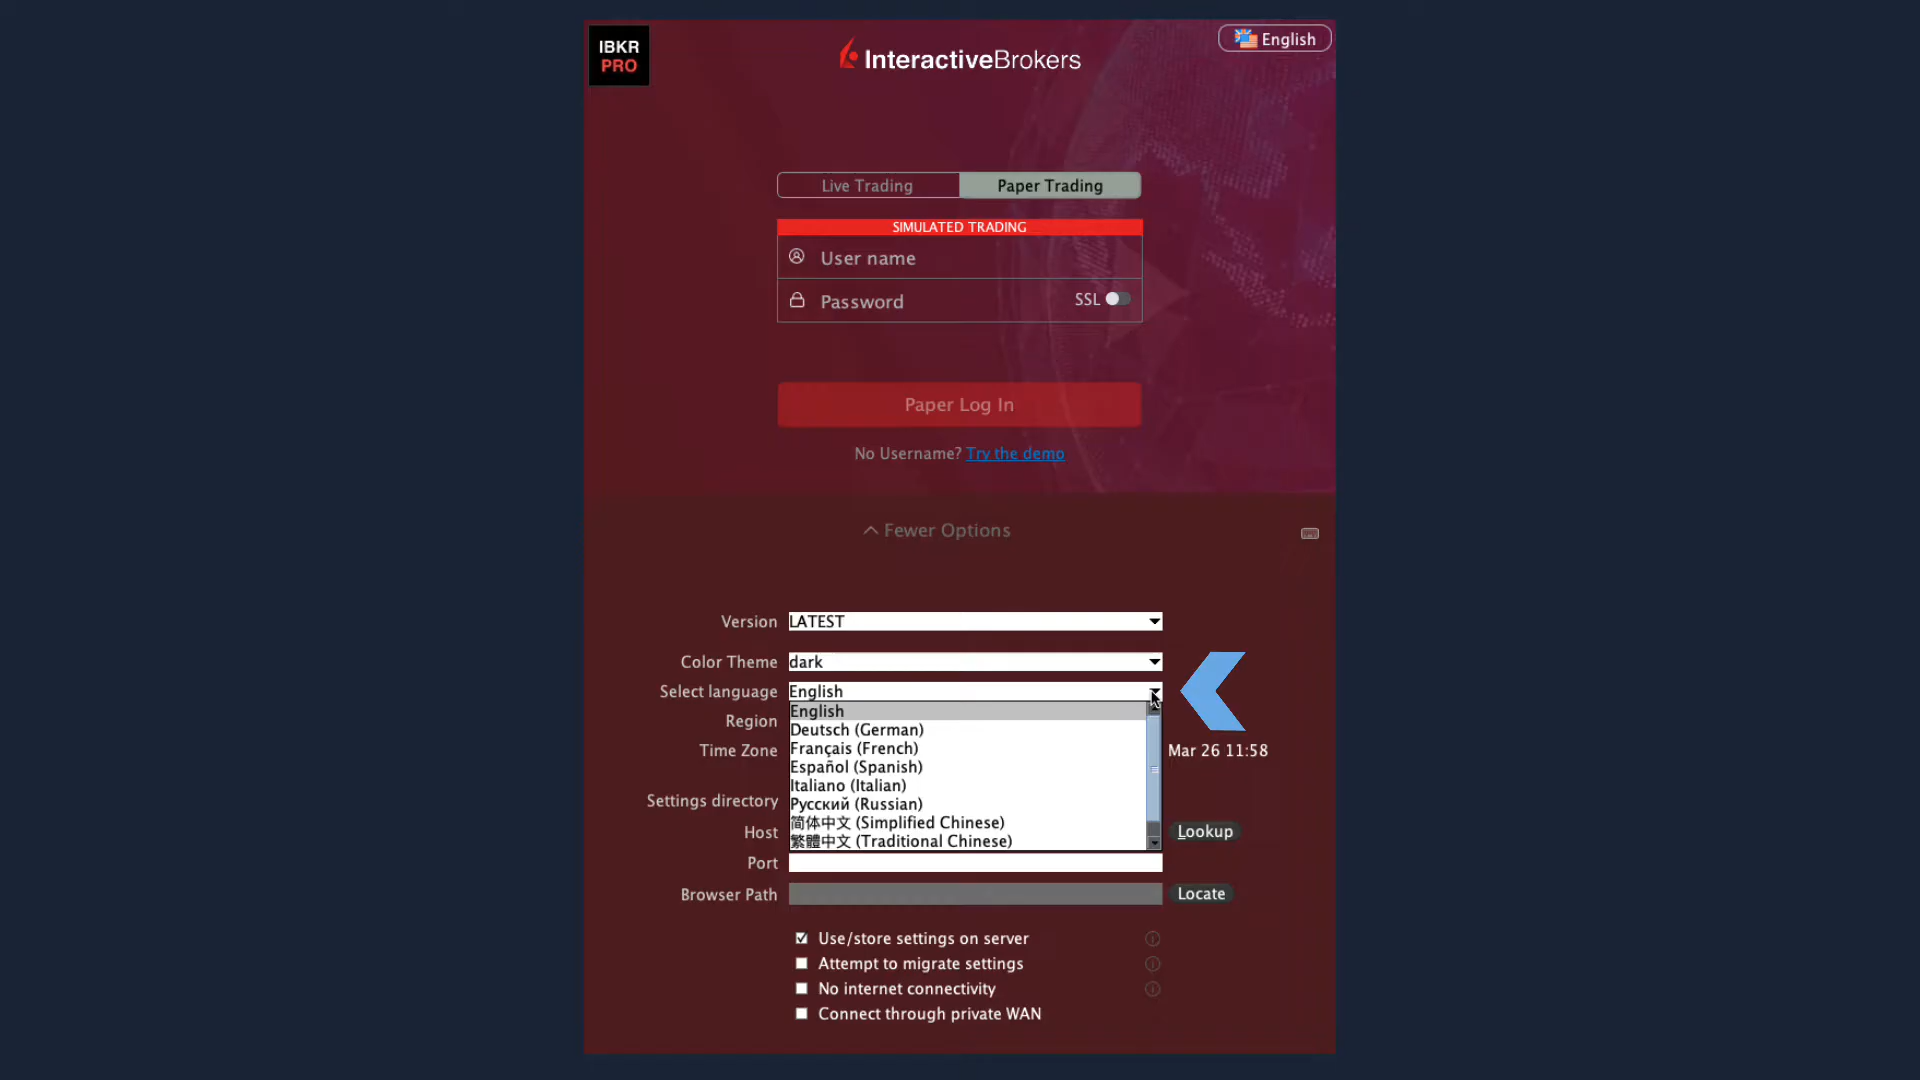 IBKR
PRO
InteractiveBrokers
English
Live Trading
Paper Trading
SIMULATED TRADING
User name
Password
SSL
Paper Log In
No Username? Try the demo
Fewer Options
Version
LATEST
Color Theme
dark
Select language
English
English
Region
Deutsch (German)
Français (French)
Time Zone
Mar 26 11:58
Español (Spanish)
Italiano (Italian)
Settings directory
Русский (Russian)
简体中文 (Simplified Chinese)
Host
Lookup
繁體中文 (Traditional Chinese)
Port
Browser Path
Locate
Use/store settings on server
Attempt to migrate settings
No internet connectivity
Connect through private WAN